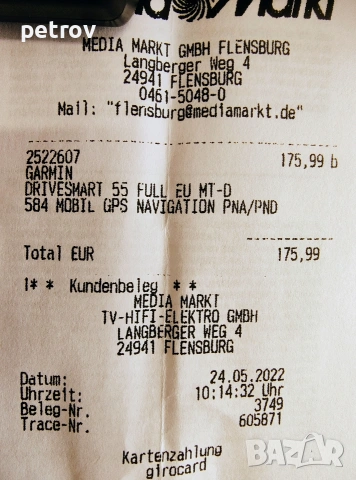 petrov
Markt
MEDIA MARKT GMBH FLENSBURG
Langberger Weg 4
24941 FLENSBURG
0461-5048-0
Mail: "flensburg@mediamarkt.de"
2522607 175,99 b
GARMIN
DRIVESMART 55 FULL EU MT-D
584 MOBIL GPS NAVIGATION PNA/PND
Total EUR 175,99
1* * Kundenbeleg * *
MEDIA MARKT
TV-HIFI-ELEKTRO GMBH
LANGBERGER WEG 4
24941 FLENSBURG
Datum: 24.05.2022
Uhrzeit: 10:14:32 Uhr
Beleg-Nr. 3749
Trace-Nr. 605871
Kartenzahlung
girocard
BAZAR